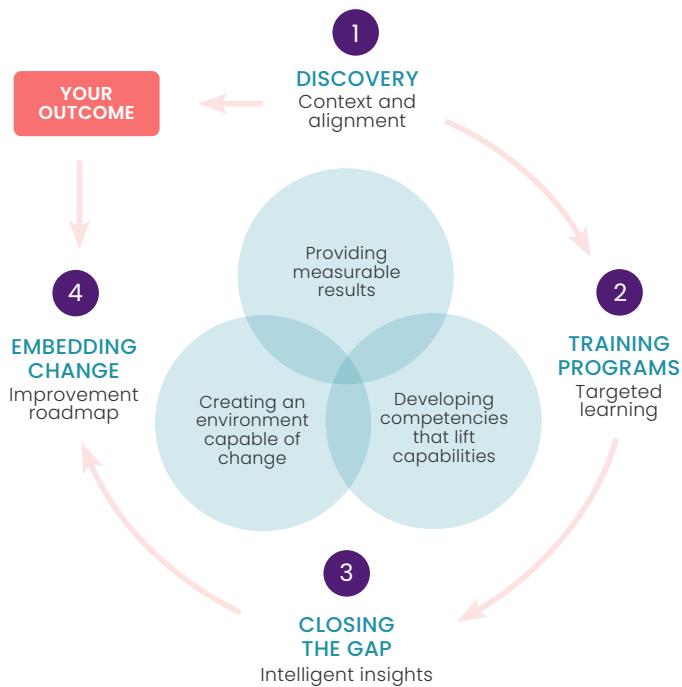 1
DISCOVERY
Context and
alignment
YOUR
OUTCOME
Providing
measurable
results
2
TRAINING
PROGRAMS
Targeted
learning
4
EMBEDDING
CHANGE
Improvement
roadmap
Creating an
environment
capable of
change
Developing
competencies
that lift
capabilities
3
CLOSING
THE GAP
Intelligent insights